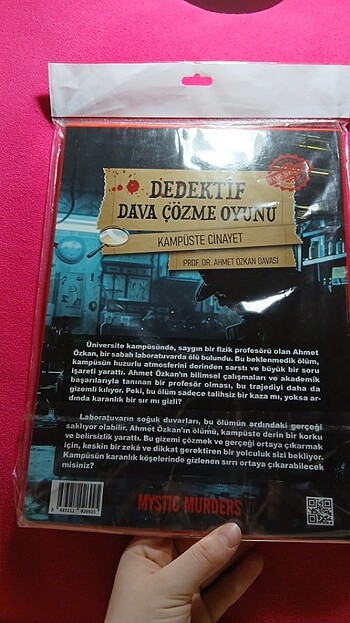 DEDEKTİF
DAVA ÇÖZME OYUNU
KAMPÜSTE CİNAYET
PROF. DR. AHMET ÖZKAN DAVASI
Üniversite kampüsünde, saygın bir fizik profesörü olan Ahmet
Özkan, bir sabah laboratuvarda ölü bulundu. Bu beklenmedik ölüm,
kampüsün huzurlu atmosferini derinden sarstı ve büyük bir soru
işareti yarattı. Ahmet Özkan'ın bilimsel çalışmaları ve akademik
başarılarıyla tanınan bir profesör olması, bu trajediyi daha da
gizemli kılıyor. Peki, bu ölüm sadece talihsiz bir kaza mı, yoksa ar-
dında karanlık bir sır mı gizli?
Laboratuvarın soğuk duvarları, bu ölümün ardındaki gerçeği
saklıyor olabilir. Ahmet Özkan'ın ölümü, kampüste derin bir korku
ve belirsizlik yarattı. Bu gizemi çözmek ve gerçeği ortaya çıkarmak
için, keskin bir zekâ ve dikkat gerektiren bir yolculuk sizi bekliyor.
Kampüsün karanlık köşelerinde gizlenen sırrı ortaya çıkarabilecek
misiniz?
MYSTIC MURDERS